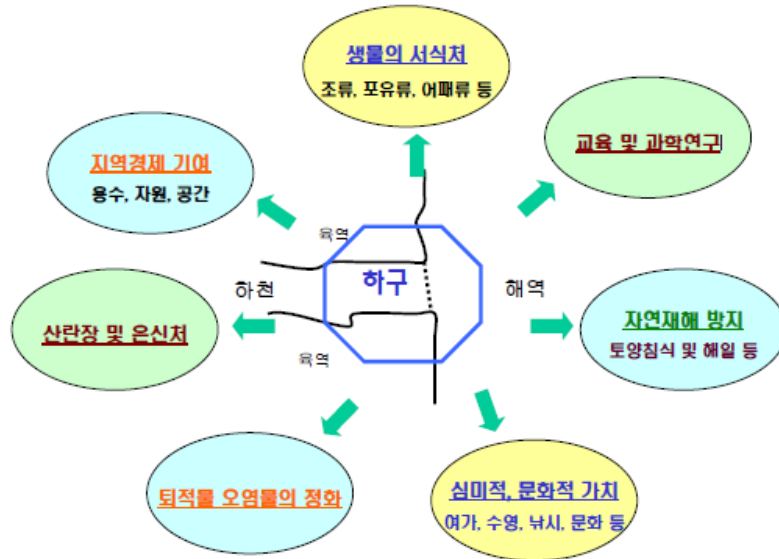 생물의 서식처
조류, 포유류, 어패류 등
교육 및 과학연구
지역경제 기여
용수, 자원, 공간
육역
하천
하구
해역
산란장 및 은신처
자연재해 방지
토양침식 및 해일 등
육역
퇴적물 오염물의 정화
심미적, 문화적 가치
여가, 수영, 낚시, 문화 등